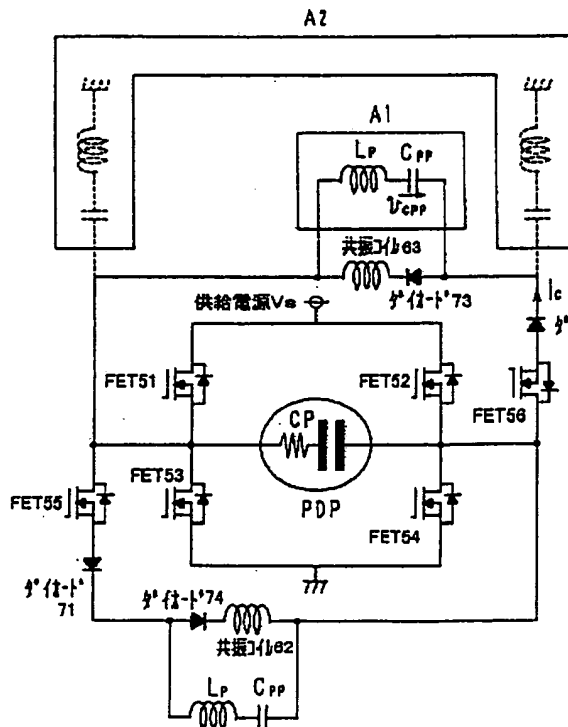 A2
A1
LP CPP
VCPP
共振コイル63
ダイオード73
供給電源Vs
Ic
ダ
FET51
FET52
FET56
CP
FET53
FET55
PDP
FET54
ダイオード
71
ダイオード74
共振コイル62
LP CPP